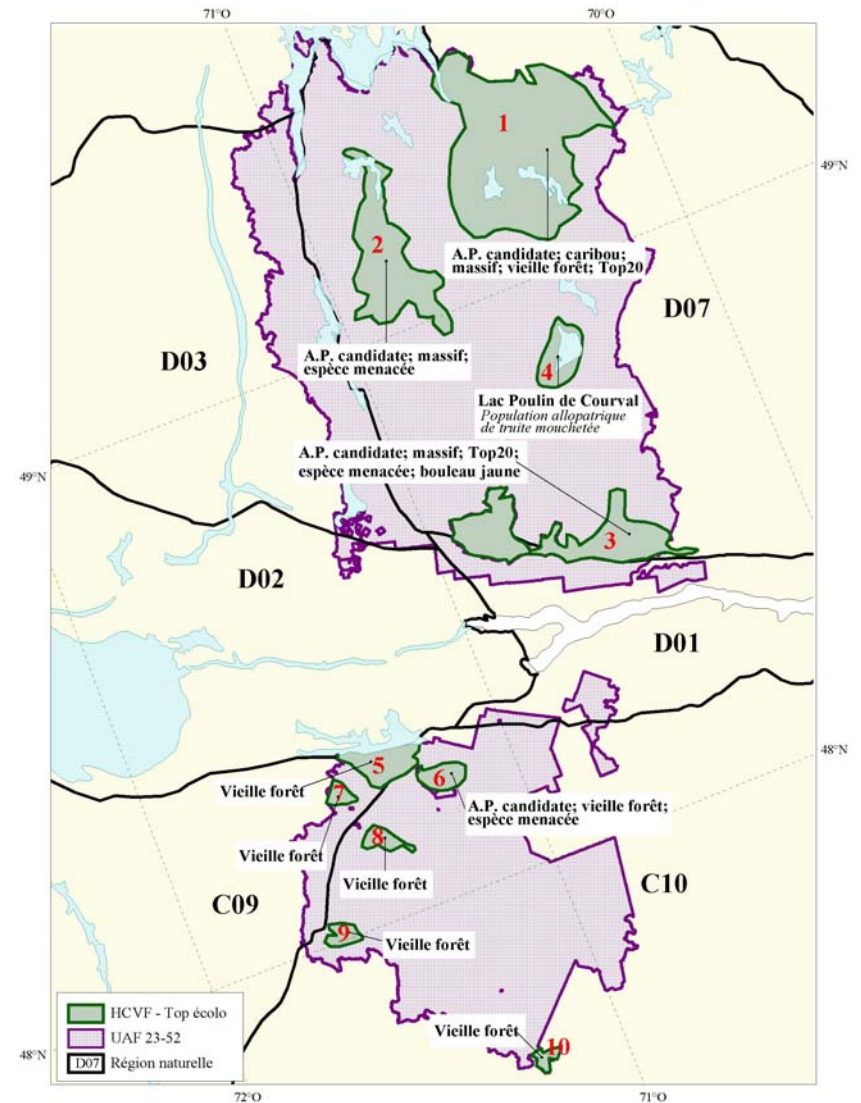 71°O
70°O
1
49°N
2
A.P. candidate; caribou;
massif; vieille forêt; Top20
D07
D03
A.P. candidate; massif;
espèce menacée
4
Lac Poulin de Courval
Population allopatrique
de truite mouchetée
A.P. candidate; massif; Top20;
espèce menacée; bouleau jaune
49°N
3
D02
D01
48°N
5
6
Vieille forêt
7
A.P. candidate; vieille forêt;
espèce menacée
8
Vieille forêt
Vieille forêt
C10
C09
9
Vieille forêt
HCVF - Top écolo
UAF 23-52
D07 Région naturelle
Vieille forêt
10
48°N
72°O
71°O